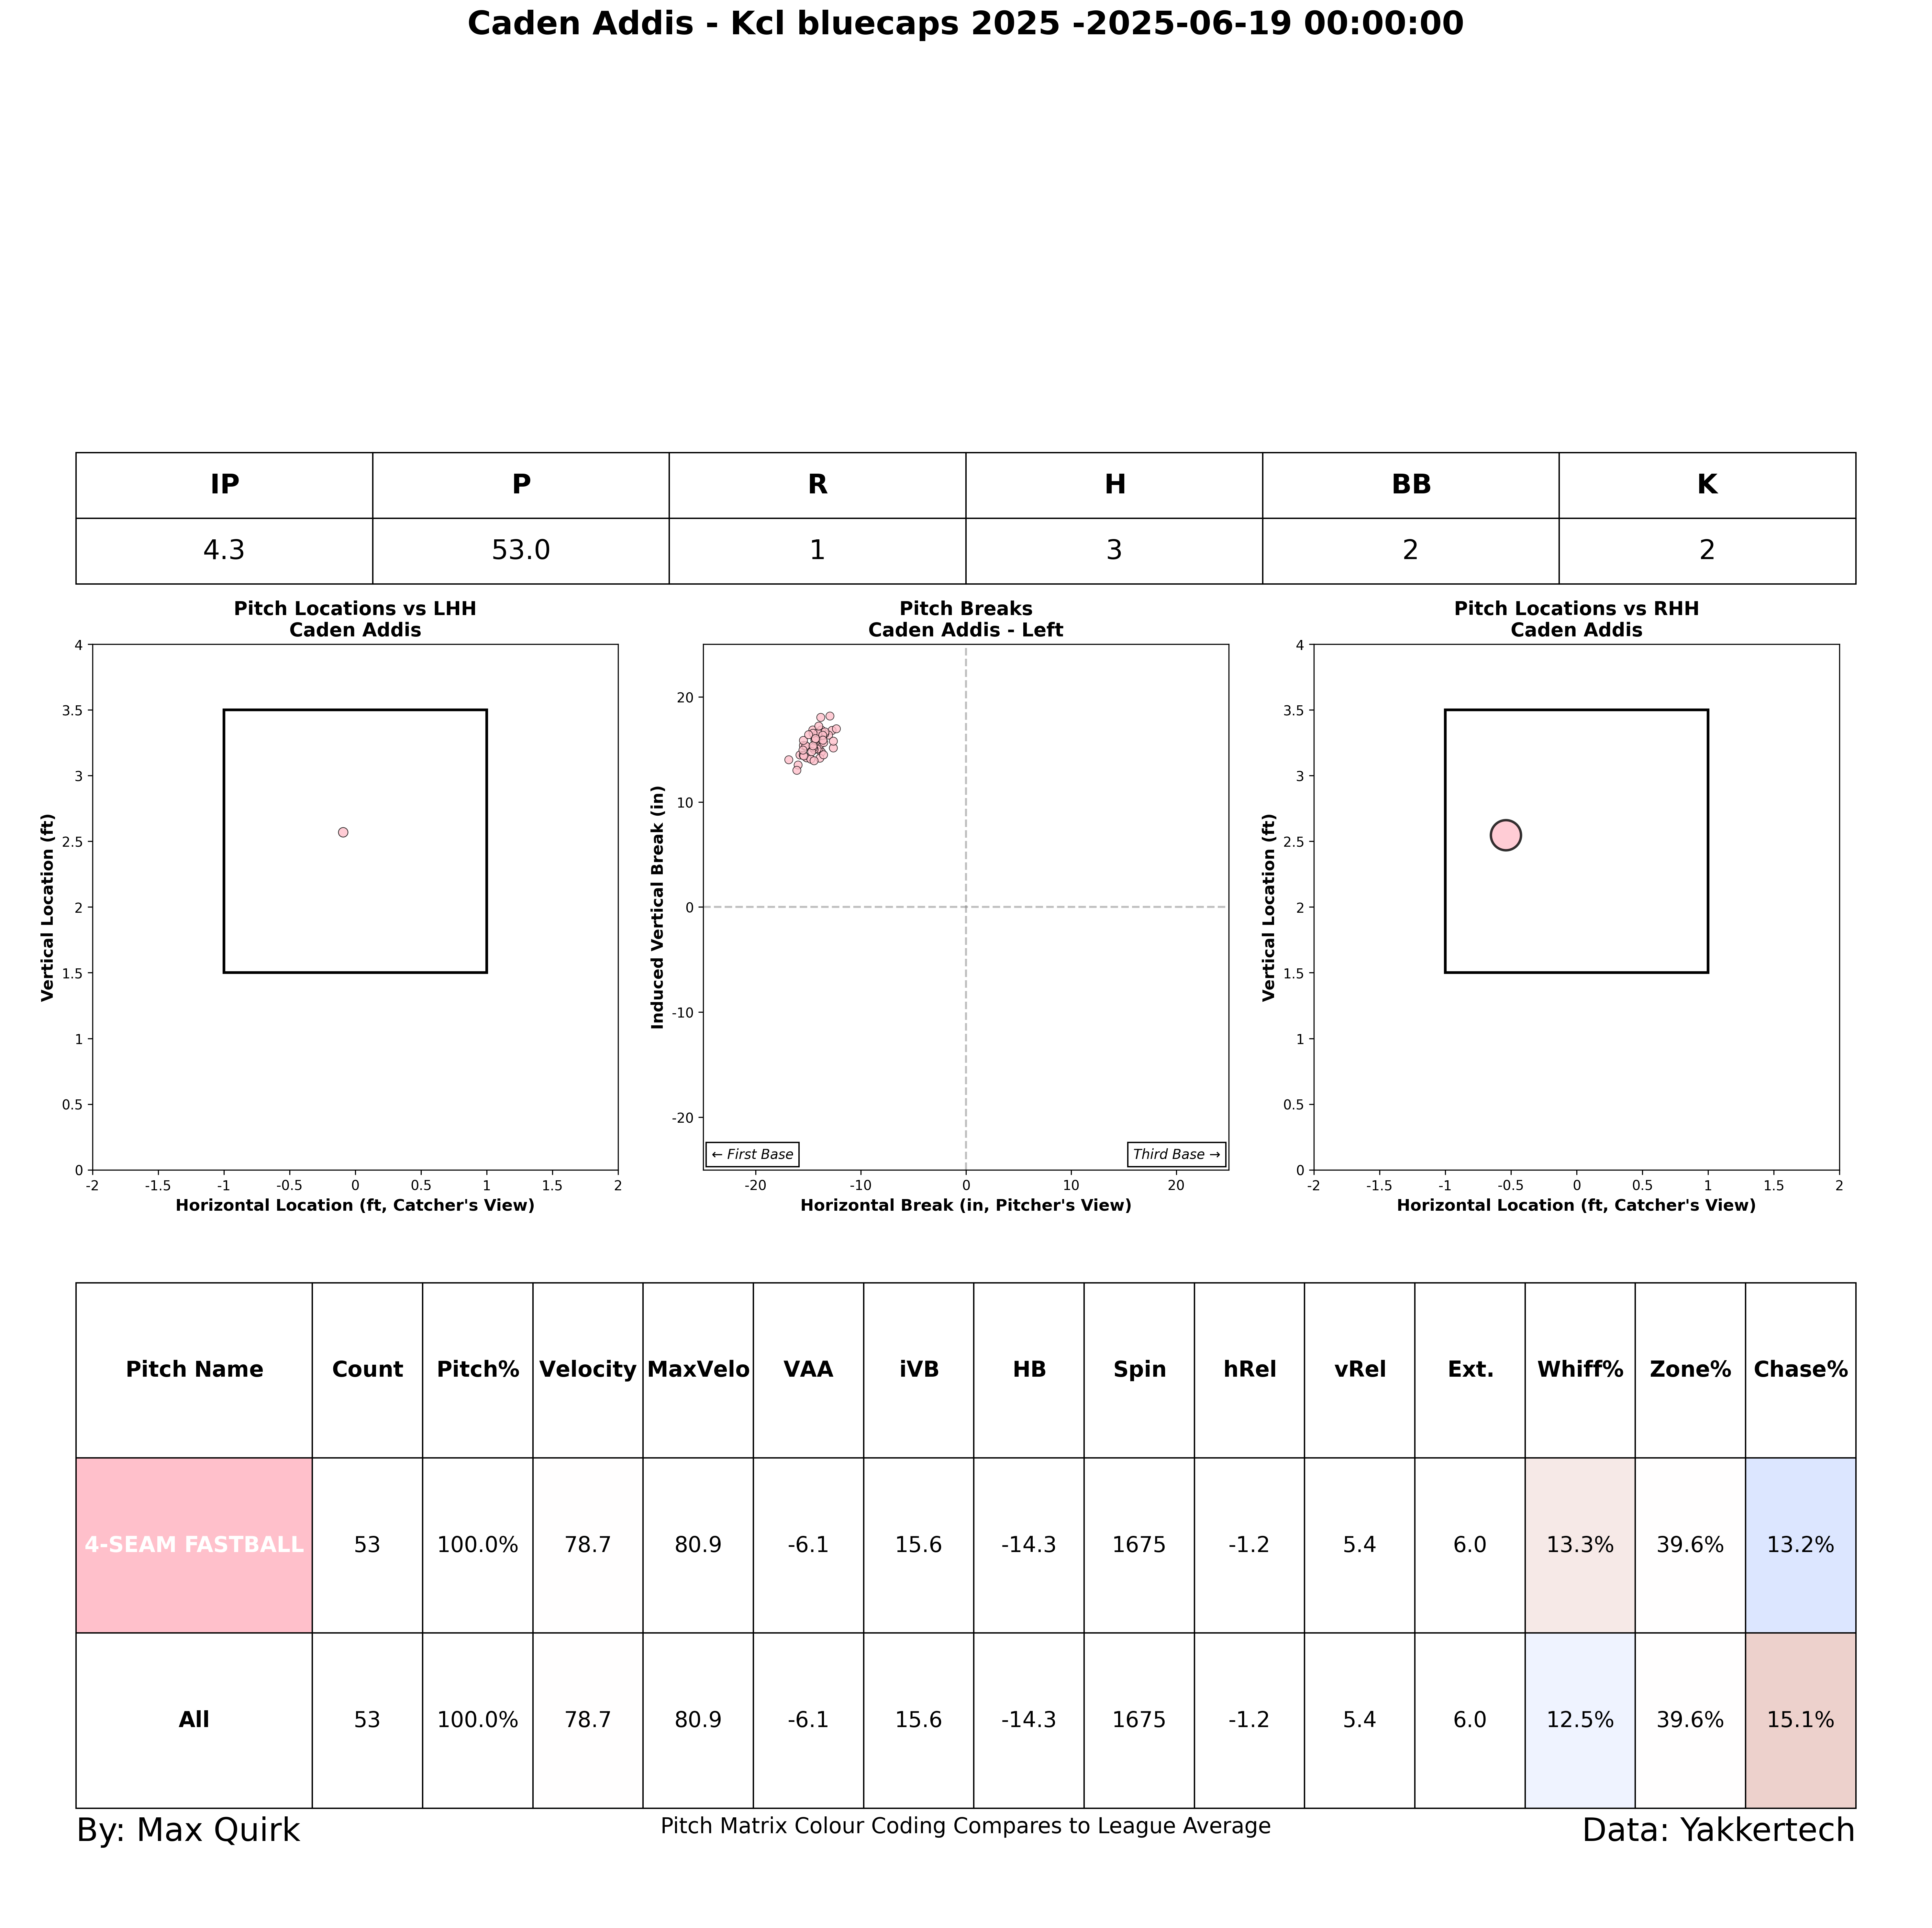 Caden Addis - Kcl bluecaps 2025 -2025-06-19 00:00:00
IP P R H BB K
4.3 53.0 1 3 2 2
Pitch Locations vs LHH
Caden Addis
4
3.5
3
2.5
2
1.5
1
0.5
0
Vertical Location (ft)
-2 -1.5 -1 -0.5 0 0.5 1 1.5 2
Horizontal Location (ft, Catcher's View)
Pitch Breaks
Caden Addis - Left
20
10
0
-10
-20
Induced Vertical Break (in)
← First Base
Third Base →
-20 -10 0 10 20
Horizontal Break (in, Pitcher's View)
Pitch Locations vs RHH
Caden Addis
4
3.5
3
2.5
2
1.5
1
0.5
0
Vertical Location (ft)
-2 -1.5 -1 -0.5 0 0.5 1 1.5 2
Horizontal Location (ft, Catcher's View)
Pitch Name Count Pitch% Velocity MaxVelo VAA iVB HB Spin hRel vRel Ext. Whiff% Zone% Chase%
4-SEAM FASTBALL 53 100.0% 78.7 80.9 -6.1 15.6 -14.3 1675 -1.2 5.4 6.0 13.3% 39.6% 13.2%
All 53 100.0% 78.7 80.9 -6.1 15.6 -14.3 1675 -1.2 5.4 6.0 12.5% 39.6% 15.1%
By: Max Quirk
Pitch Matrix Colour Coding Compares to League Average
Data: Yakkertech